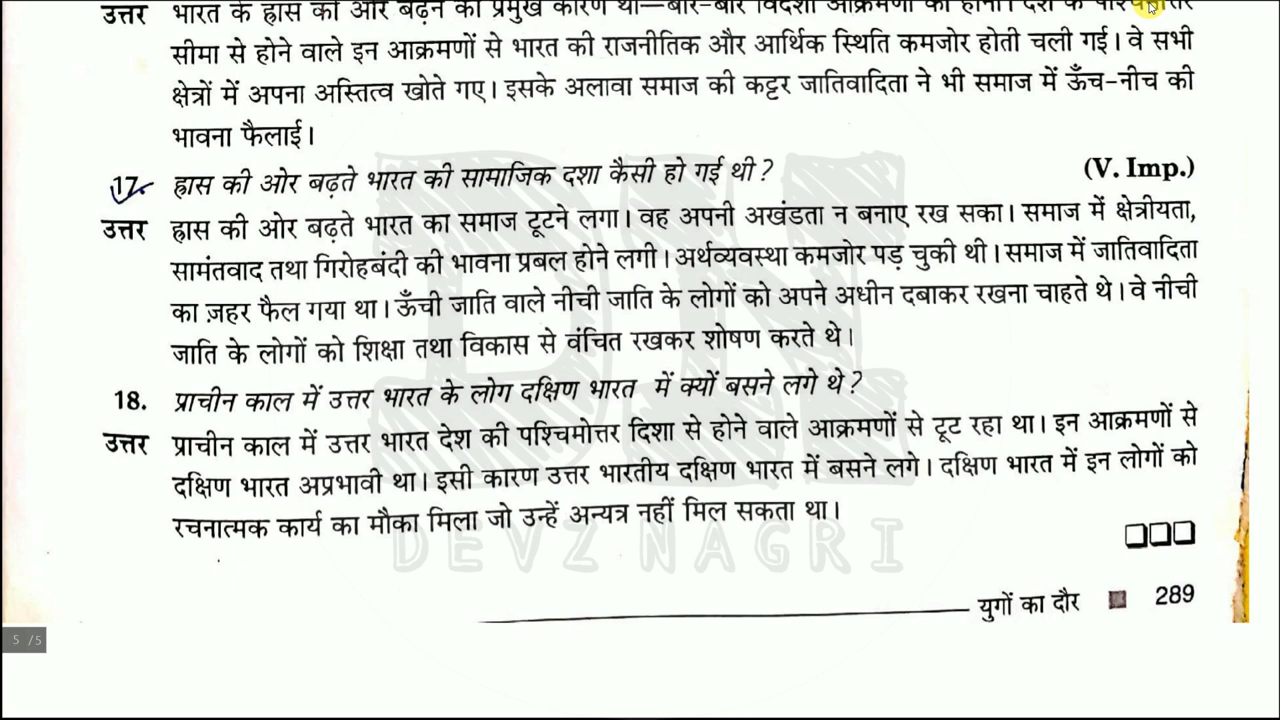 उत्तर भारत के ह्रास की ओर बढ़ने का प्रमुख कारण था—बार-बार विदेशी आक्रमणों का होना। देश के
सीमा से होने वाले इन आक्रमणों से भारत की राजनीतिक और आर्थिक स्थिति कमजोर होती चली गई। वे सभी
क्षेत्रों में अपना अस्तित्व खोते गए। इसके अलावा समाज की कट्टर जातिवादिता ने भी समाज में ऊँच-नीच की
भावना फैलाई।
17. ह्रास की ओर बढ़ते भारत की सामाजिक दशा कैसी हो गई थी? (V. Imp.)
उत्तर ह्रास की ओर बढ़ते भारत का समाज टूटने लगा। वह अपनी अखंडता न बनाए रख सका। समाज में क्षेत्रीयता,
सामंतवाद तथा गिरोहबंदी की भावना प्रबल होने लगी। अर्थव्यवस्था कमजोर पड़ चुकी थी। समाज में जातिवादिता
का ज़हर फैल गया था। ऊँची जाति वाले नीची जाति के लोगों को अपने अधीन दबाकर रखना चाहते थे। वे नीची
जाति के लोगों को शिक्षा तथा विकास से वंचित रखकर शोषण करते थे।
18. प्राचीन काल में उत्तर भारत के लोग दक्षिण भारत में क्यों बसने लगे थे?
उत्तर प्राचीन काल में उत्तर भारत देश की पश्चिमोत्तर दिशा से होने वाले आक्रमणों से टूट रहा था। इन आक्रमणों से
दक्षिण भारत अप्रभावी था। इसी कारण उत्तर भारतीय दक्षिण भारत में बसने लगे। दक्षिण भारत में इन लोगों को
रचनात्मक कार्य का मौका मिला जो उन्हें अन्यत्र नहीं मिल सकता था।
DN
DEVZ NAGRI
युगों का दौर 289
5 /5